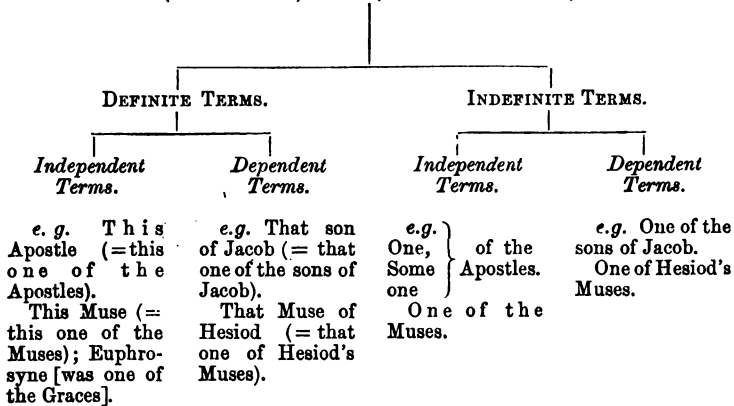 DEFINITE TERMS.
INDEFINITE TERMS.
Independent
Terms.
Dependent
Terms.
Independent
Terms.
Dependent
Terms.
e. g. This
Apostle (=this
one of the
Apostles).
This Muse (=
this one of the
Muses); Euphro-
syne [was one of
the Graces].
e.g. That son
of Jacob (= that
one of the sons of
Jacob).
That Muse of
Hesiod (= that
one of Hesiod's
Muses).
e.g.
One,
Some
one
} of the
Apostles.
One of the
Muses.
e.g. One of the
sons of Jacob.
One of Hesiod's
Muses.